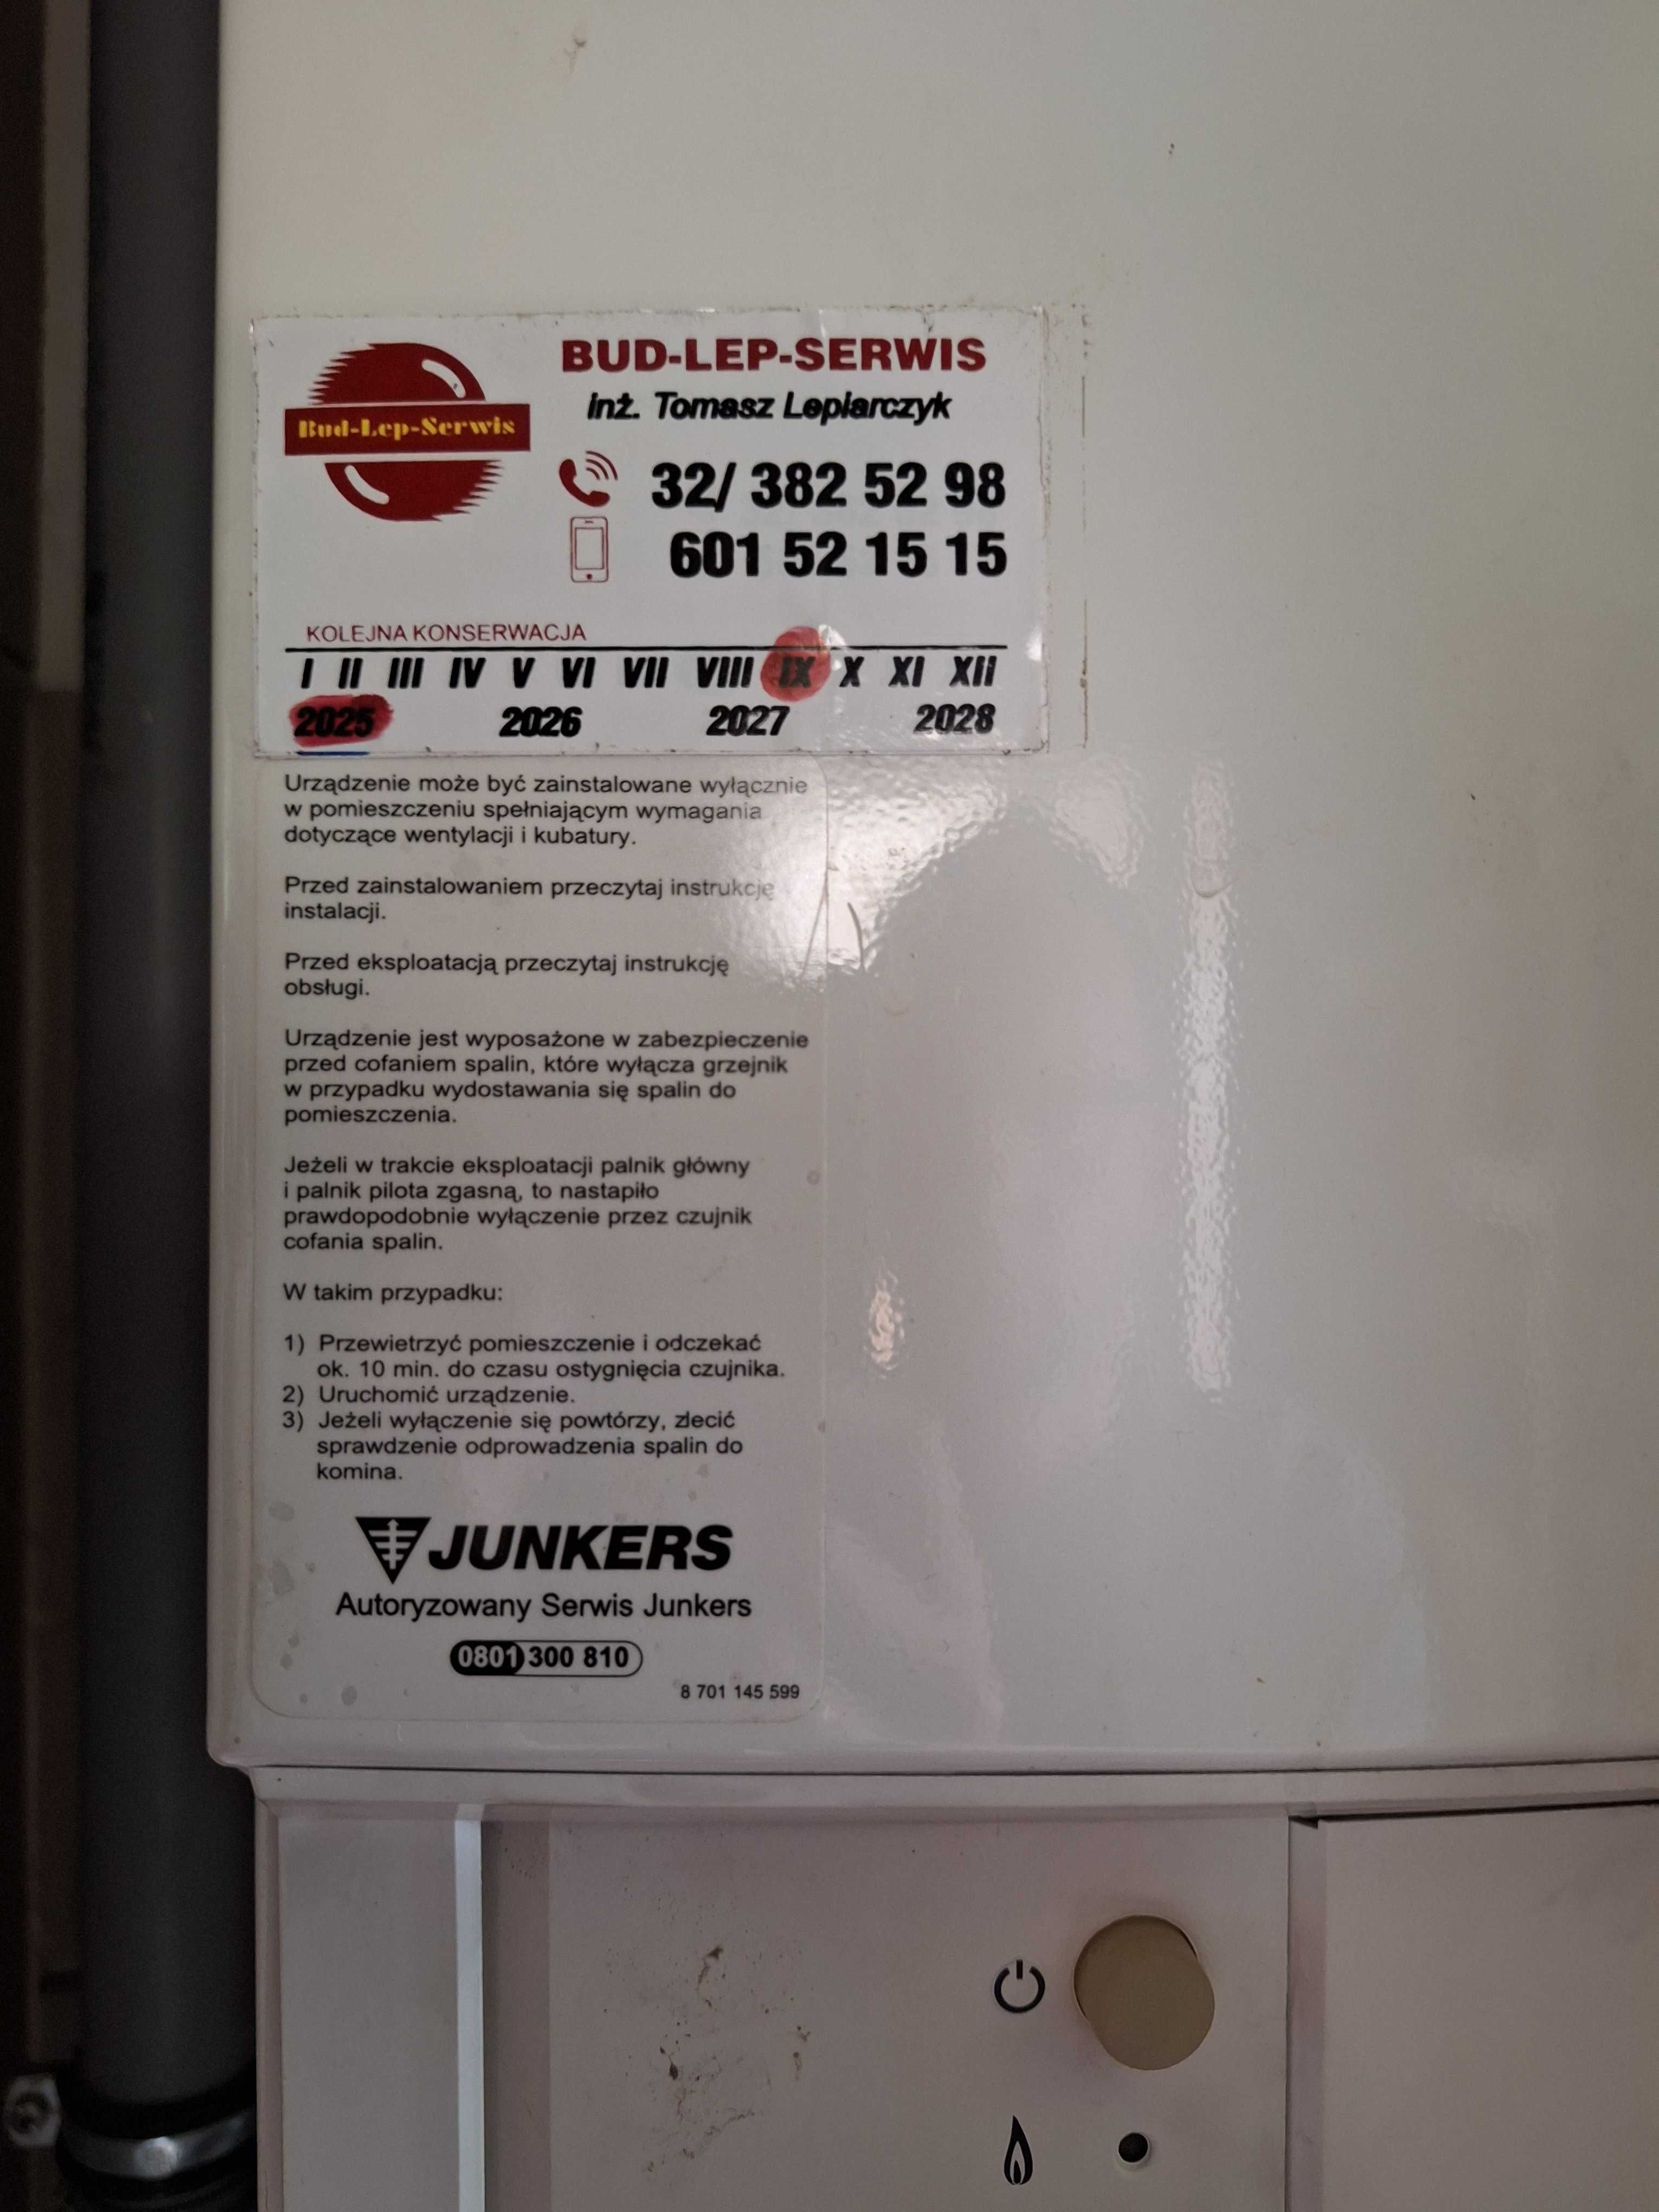 BUD-LEP-SERWIS
inż. Tomasz Lepiarczyk
Bud-Lep-Serwis
32/ 382 52 98
601 52 15 15
KOLEJNA KONSERWACJA
I II III IV V VI VII VIII IX X XI XII
2025 2026 2027 2028
Urządzenie może być zainstalowane wyłącznie
w pomieszczeniu spełniającym wymagania
dotyczące wentylacji i kubatury.
Przed zainstalowaniem przeczytaj instrukcję
instalacji.
Przed eksploatacją przeczytaj instrukcję
obsługi.
Urządzenie jest wyposażone w zabezpieczenie
przed cofaniem spalin, które wyłącza grzejnik
w przypadku wydostawania się spalin do
pomieszczenia.
Jeżeli w trakcie eksploatacji palnik główny
i palnik pilota zgasną, to nastapiło
prawdopodobnie wyłączenie przez czujnik
cofania spalin.
W takim przypadku:
1) Przewietrzyć pomieszczenie i odczekać
ok. 10 min. do czasu ostygnięcia czujnika.
2) Uruchomić urządzenie.
3) Jeżeli wyłączenie się powtórzy, zlecić
sprawdzenie odprowadzenia spalin do
komina.
JUNKERS
Autoryzowany Serwis Junkers
0801 300 810
8 701 145 599